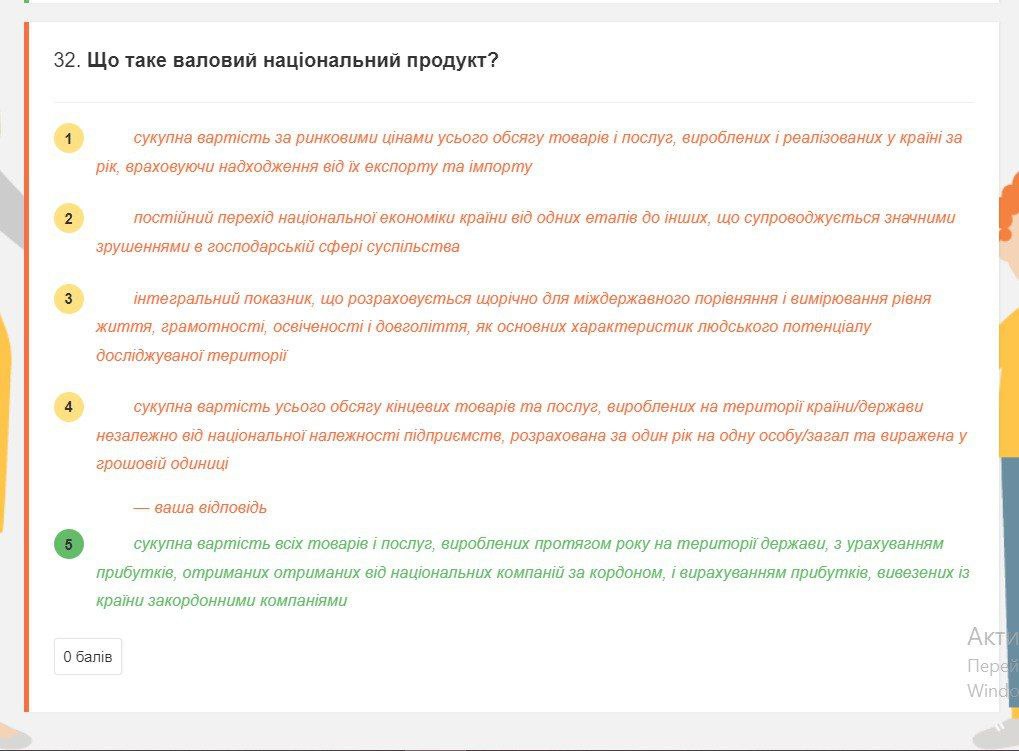 32. Що таке валовий національний продукт?
1 сукупна вартість за ринковими цінами усього обсягу товарів і послуг, вироблених і реалізованих у країні за
рік, враховуючи надходження від їх експорту та імпорту
2 постійний перехід національної економіки країни від одних етапів до інших, що супроводжується значними
зрушеннями в господарській сфері суспільства
3 інтегральний показник, що розраховується щорічно для міждержавного порівняння і вимірювання рівня
життя, грамотності, освіченості і довголіття, як основних характеристик людського потенціалу
досліджуваної території
4 сукупна вартість усього обсягу кінцевих товарів та послуг, вироблених на території країни/держави
незалежно від національної належності підприємств, розрахована за один рік на одну особу/загал та виражена у
грошовій одиниці
— ваша відповідь
5 сукупна вартість всіх товарів і послуг, вироблених протягом року на території держави, з урахуванням
прибутків, отриманих отриманих від національних компаній за кордоном, і вирахуванням прибутків, вивезених із
країни закордонними компаніями
0 балів